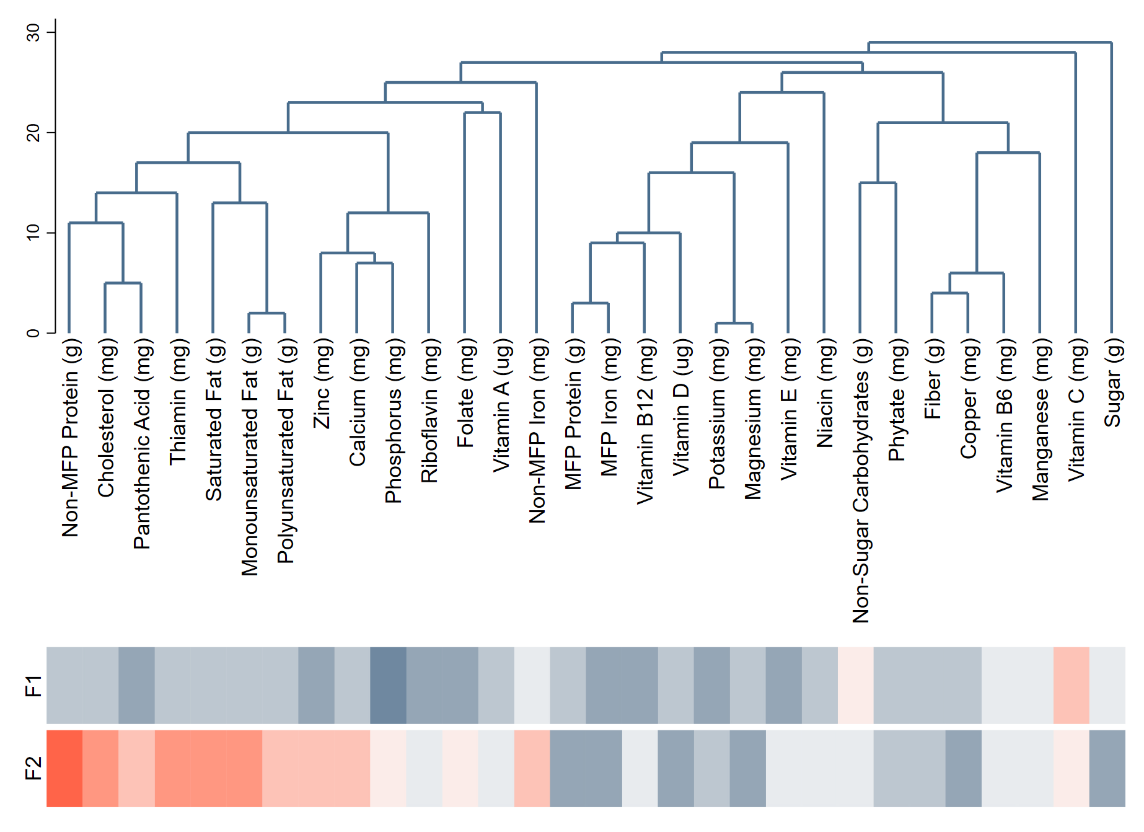 30
20
10
0
Non-MFP Protein (g)
Cholesterol (mg)
Pantothenic Acid (mg)
Thiamin (mg)
Saturated Fat (g)
Monounsaturated Fat (g)
Polyunsaturated Fat (g)
Zinc (mg)
Calcium (mg)
Phosphorus (mg)
Riboflavin (mg)
Folate (mg)
Vitamin A (ug)
Non-MFP Iron (mg)
MFP Protein (g)
MFP Iron (mg)
Vitamin B12 (mg)
Vitamin D (ug)
Potassium (mg)
Magnesium (mg)
Vitamin E (mg)
Niacin (mg)
Non-Sugar Carbohydrates (g)
Phytate (mg)
Fiber (g)
Copper (mg)
Vitamin B6 (mg)
Manganese (mg)
Vitamin C (mg)
Sugar (g)
F1
F2